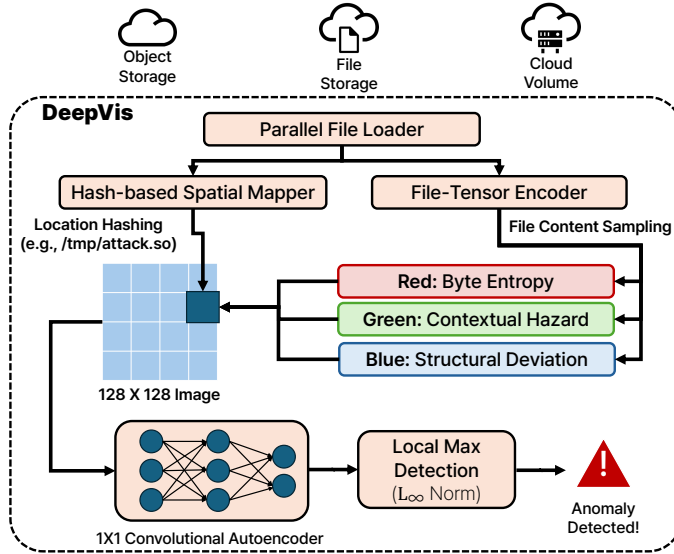 Object
Storage
File
Storage
Cloud
Volume
DeepVis
Parallel File Loader
Hash-based Spatial Mapper
File-Tensor Encoder
Location Hashing
(e.g., /tmp/attack.so)
File Content Sampling
Red: Byte Entropy
Green: Contextual Hazard
Blue: Structural Deviation
128 X 128 Image
Local Max
Detection
(L∞ Norm)
Anomaly
Detected!
1X1 Convolutional Autoencoder